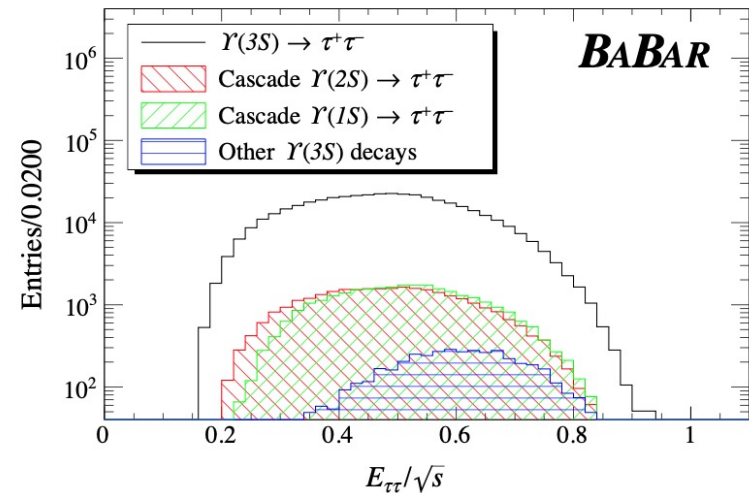 ϒ(3S) → τ⁺τ⁻
BABAR
Cascade ϒ(2S) → τ⁺τ⁻
Cascade ϒ(1S) → τ⁺τ⁻
Other ϒ(3S) decays
Entries/0.0200
10⁶
10⁵
10⁴
10³
10²
0 0.2 0.4 0.6 0.8 1
E_ττ/√s